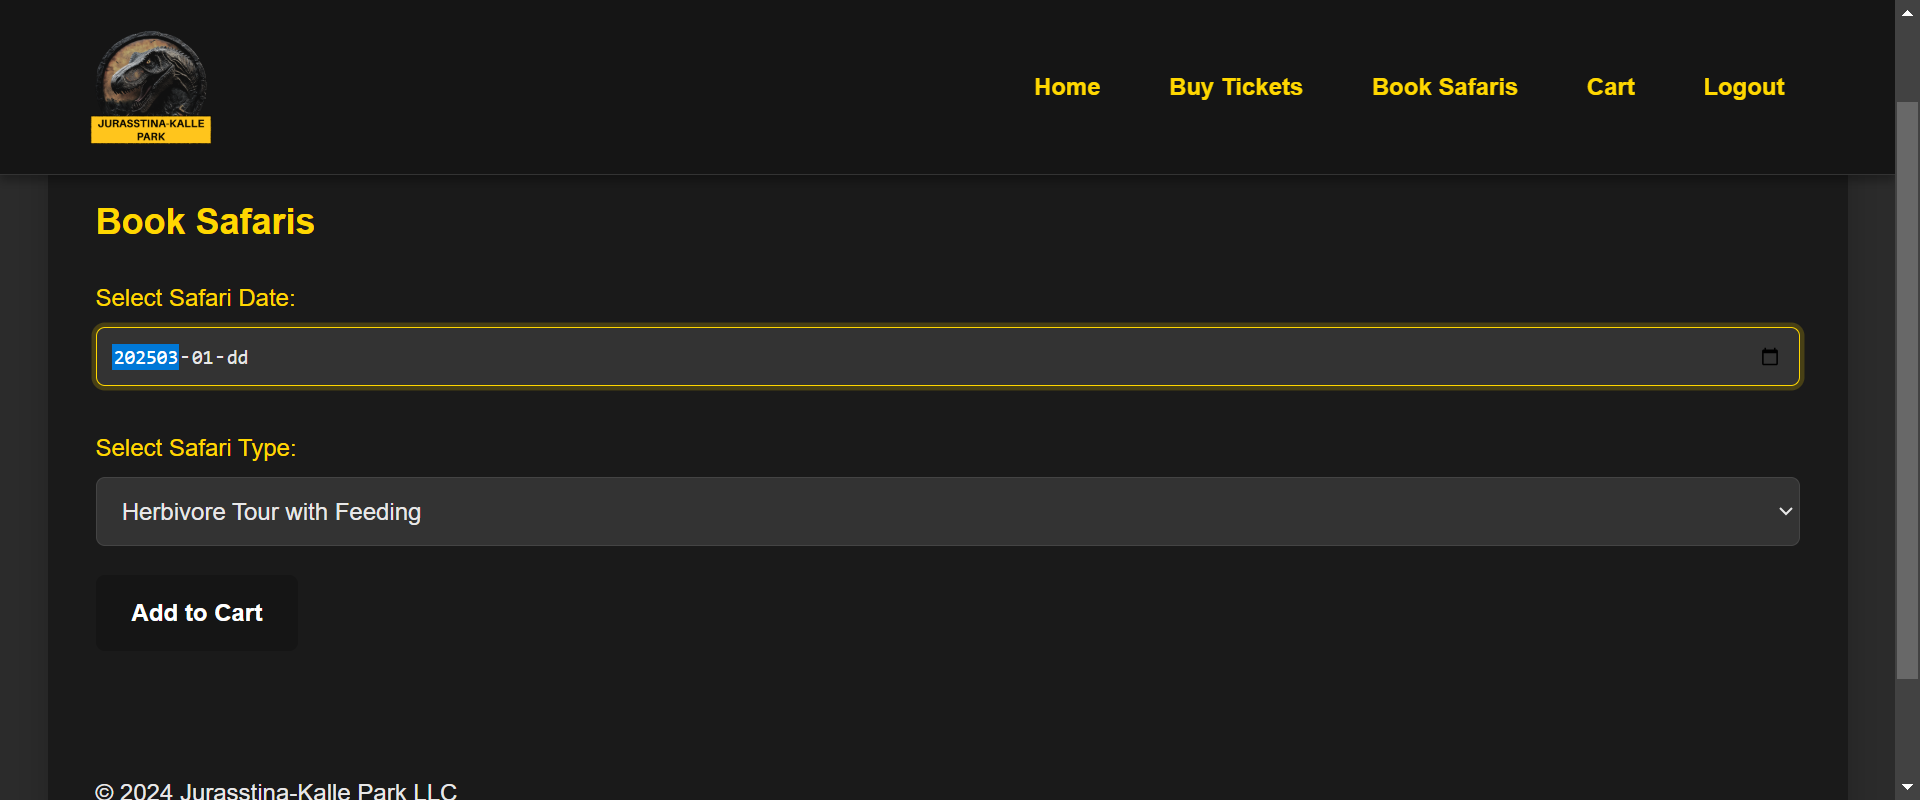 JURASSTINA-KALLE
PARK
Home
Buy Tickets
Book Safaris
Cart
Logout
Book Safaris
Select Safari Date:
202503-01-dd
Select Safari Type:
Herbivore Tour with Feeding
Add to Cart
© 2024 Jurasstina-Kalle Park LLC